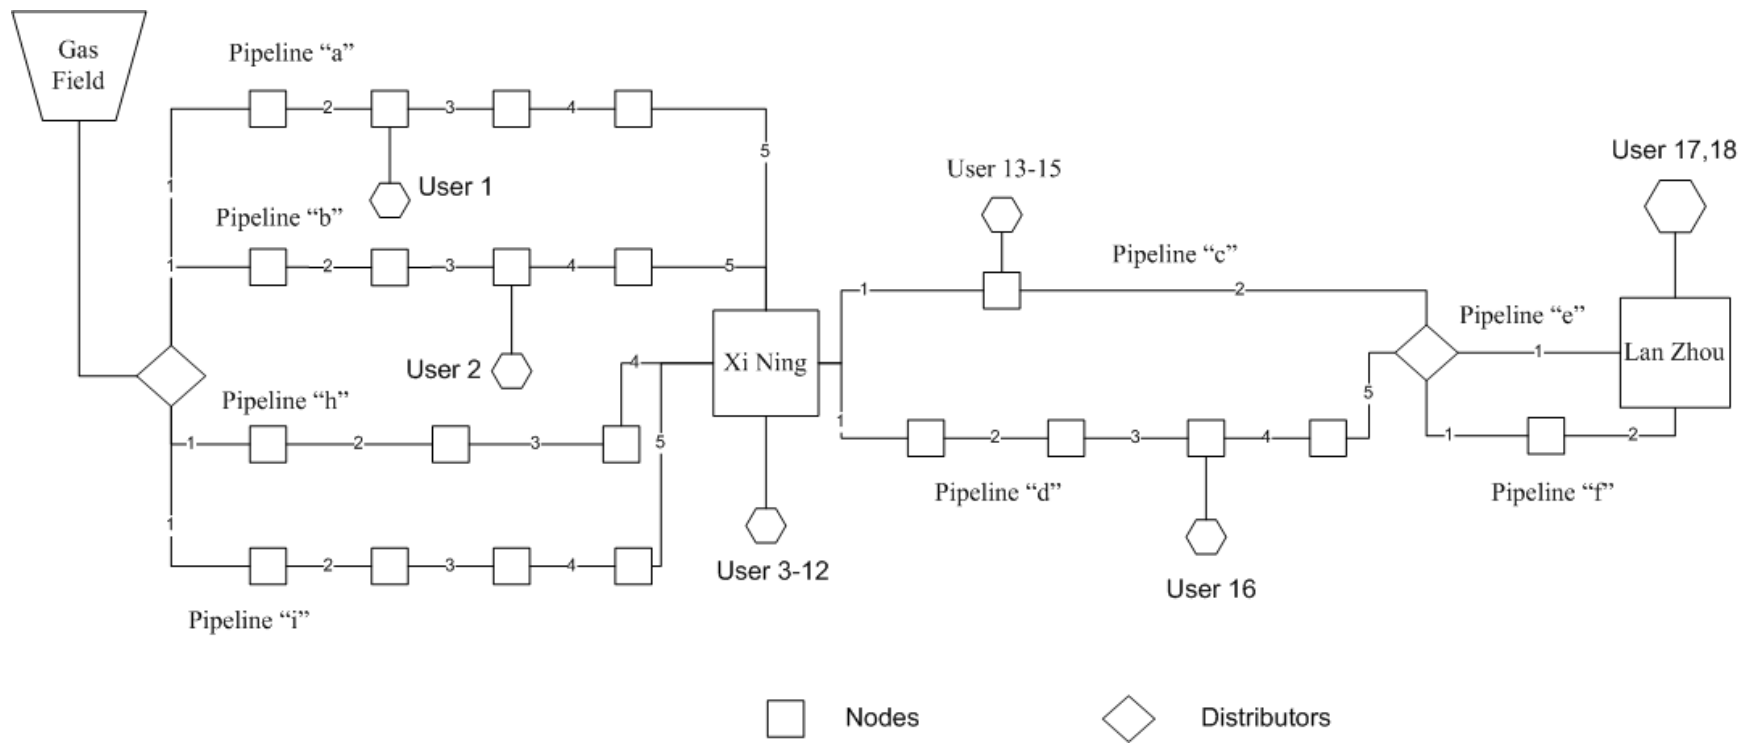 Gas
Field
Pipeline “a”
2
3
4
5
1
User 1
Pipeline “b”
1
2
3
4
5
User 2
Pipeline “h”
1
2
3
4
1
2
3
4
5
Pipeline “i”
Xi Ning
User 3-12
User 13-15
1
2
Pipeline “c”
1
2
3
4
5
Pipeline “d”
User 16
User 17,18
Pipeline “e”
1
Lan Zhou
1
2
Pipeline “f”
Nodes
Distributors